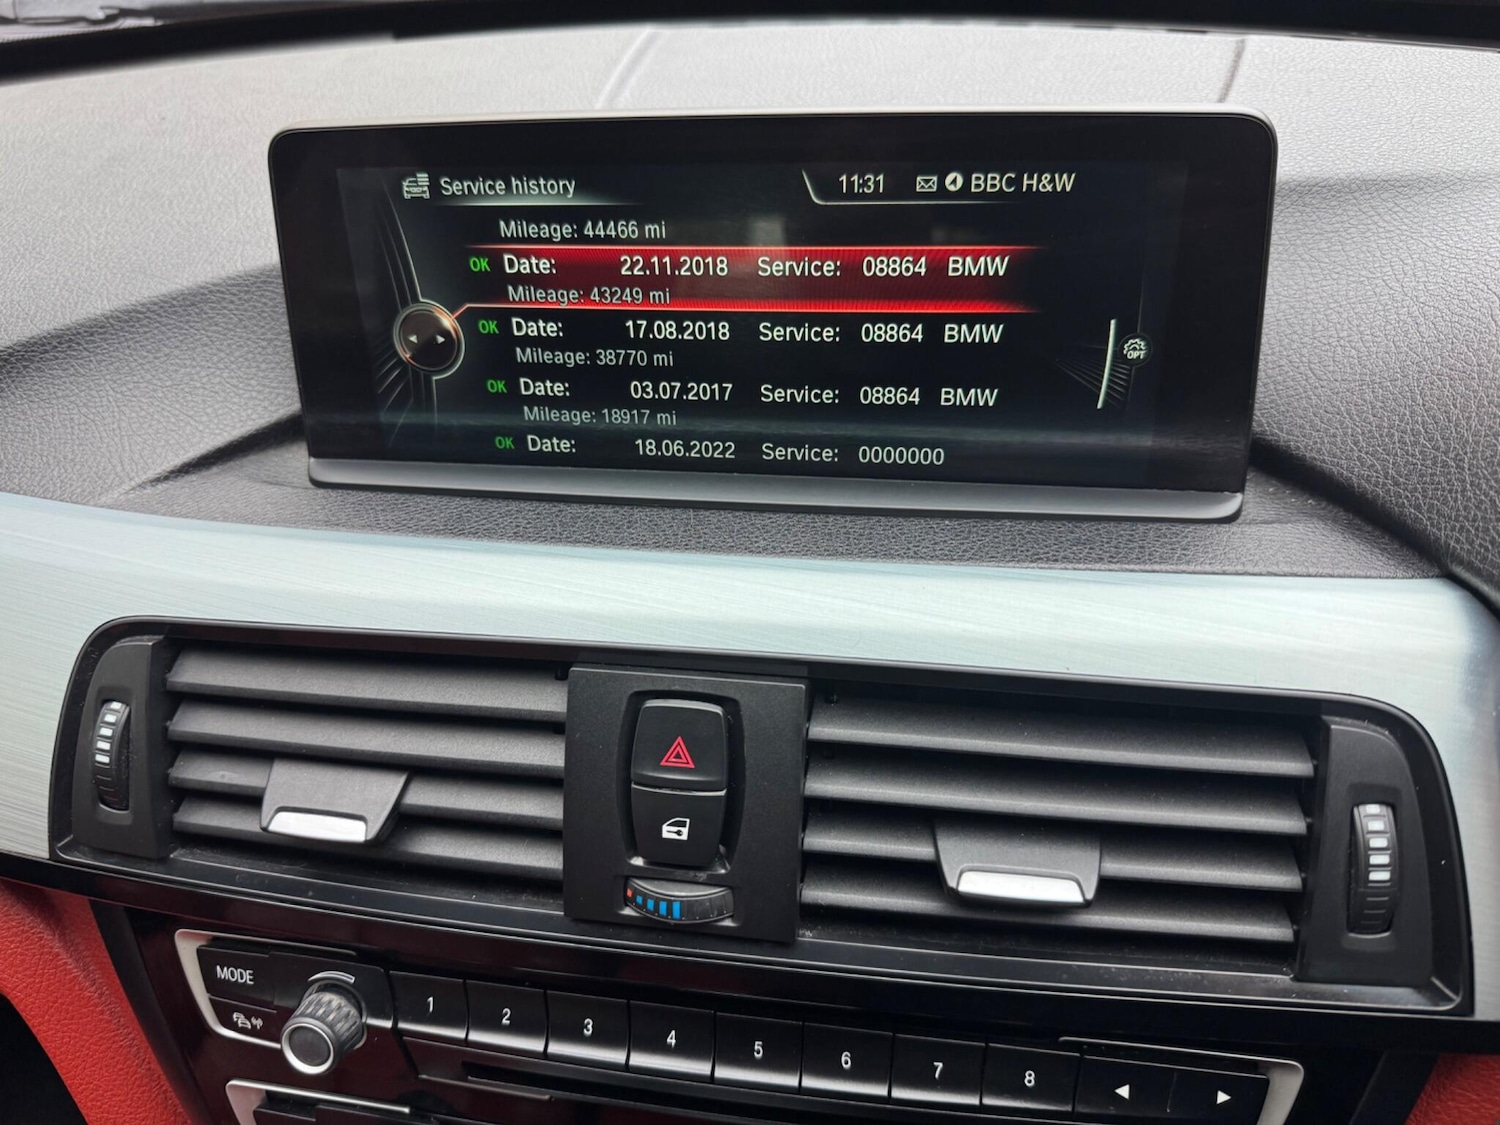 Service history
11:31 BBC H&W
Mileage: 44466 mi
OK Date: 22.11.2018 Service: 08864 BMW
Mileage: 43249 mi
OK Date: 17.08.2018 Service: 08864 BMW
Mileage: 38770 mi
OK Date: 03.07.2017 Service: 08864 BMW
Mileage: 18917 mi
OK Date: 18.06.2022 Service: 0000000
OPT
MODE
1 2 3 4 5 6 7 8